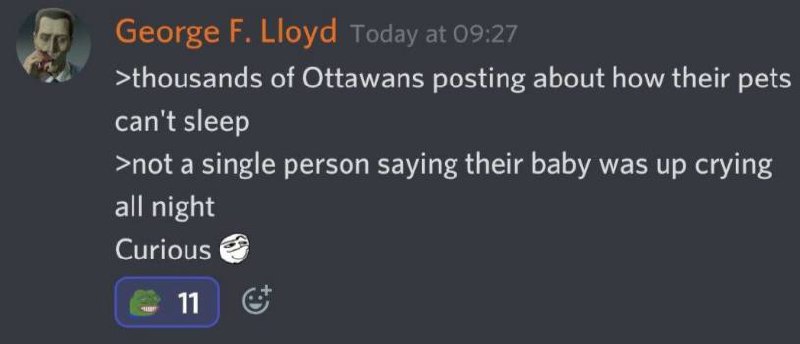 George F. Lloyd Today at 09:27
>thousands of Ottawans posting about how their pets
can't sleep
>not a single person saying their baby was up crying
all night
Curious
11